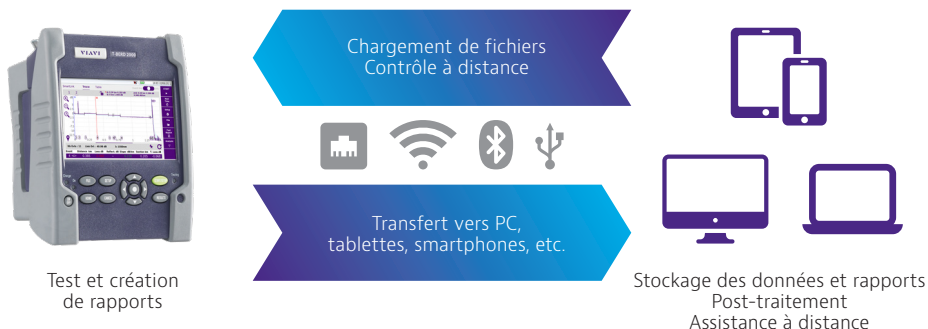 VIAVI
Chargement de fichiers
Contrôle à distance
Transfert vers PC,
tablettes, smartphones, etc.
Test et création
de rapports
Stockage des données et rapports
Post-traitement
Assistance à distance